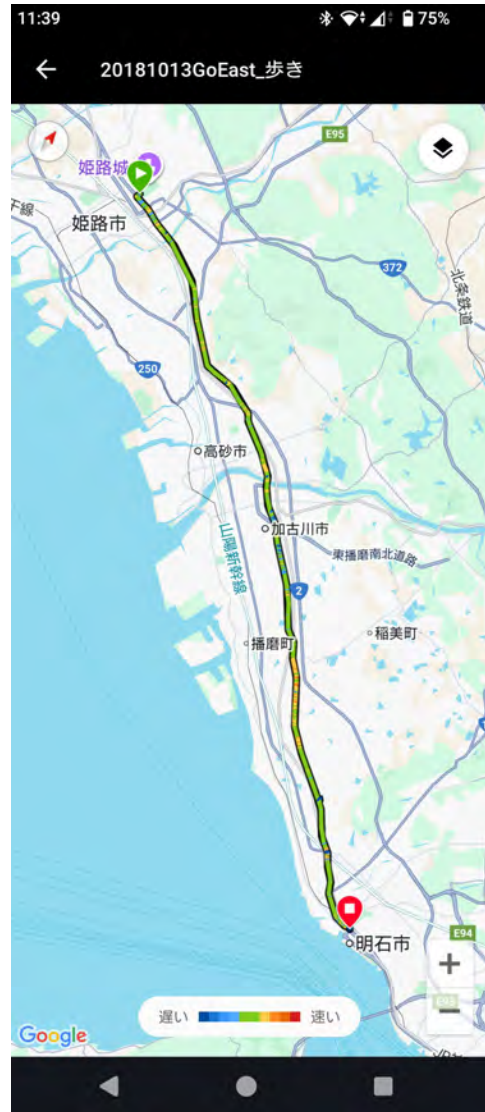 11:39
75%
20181013GoEast_歩き
E95
姫路城
姫路市
372
北条鉄道
250
高砂市
加古川市
東播磨南北道路
山陽新幹線
2
播磨町
稲美町
E94
明石市
E93
遅い
速い
Google